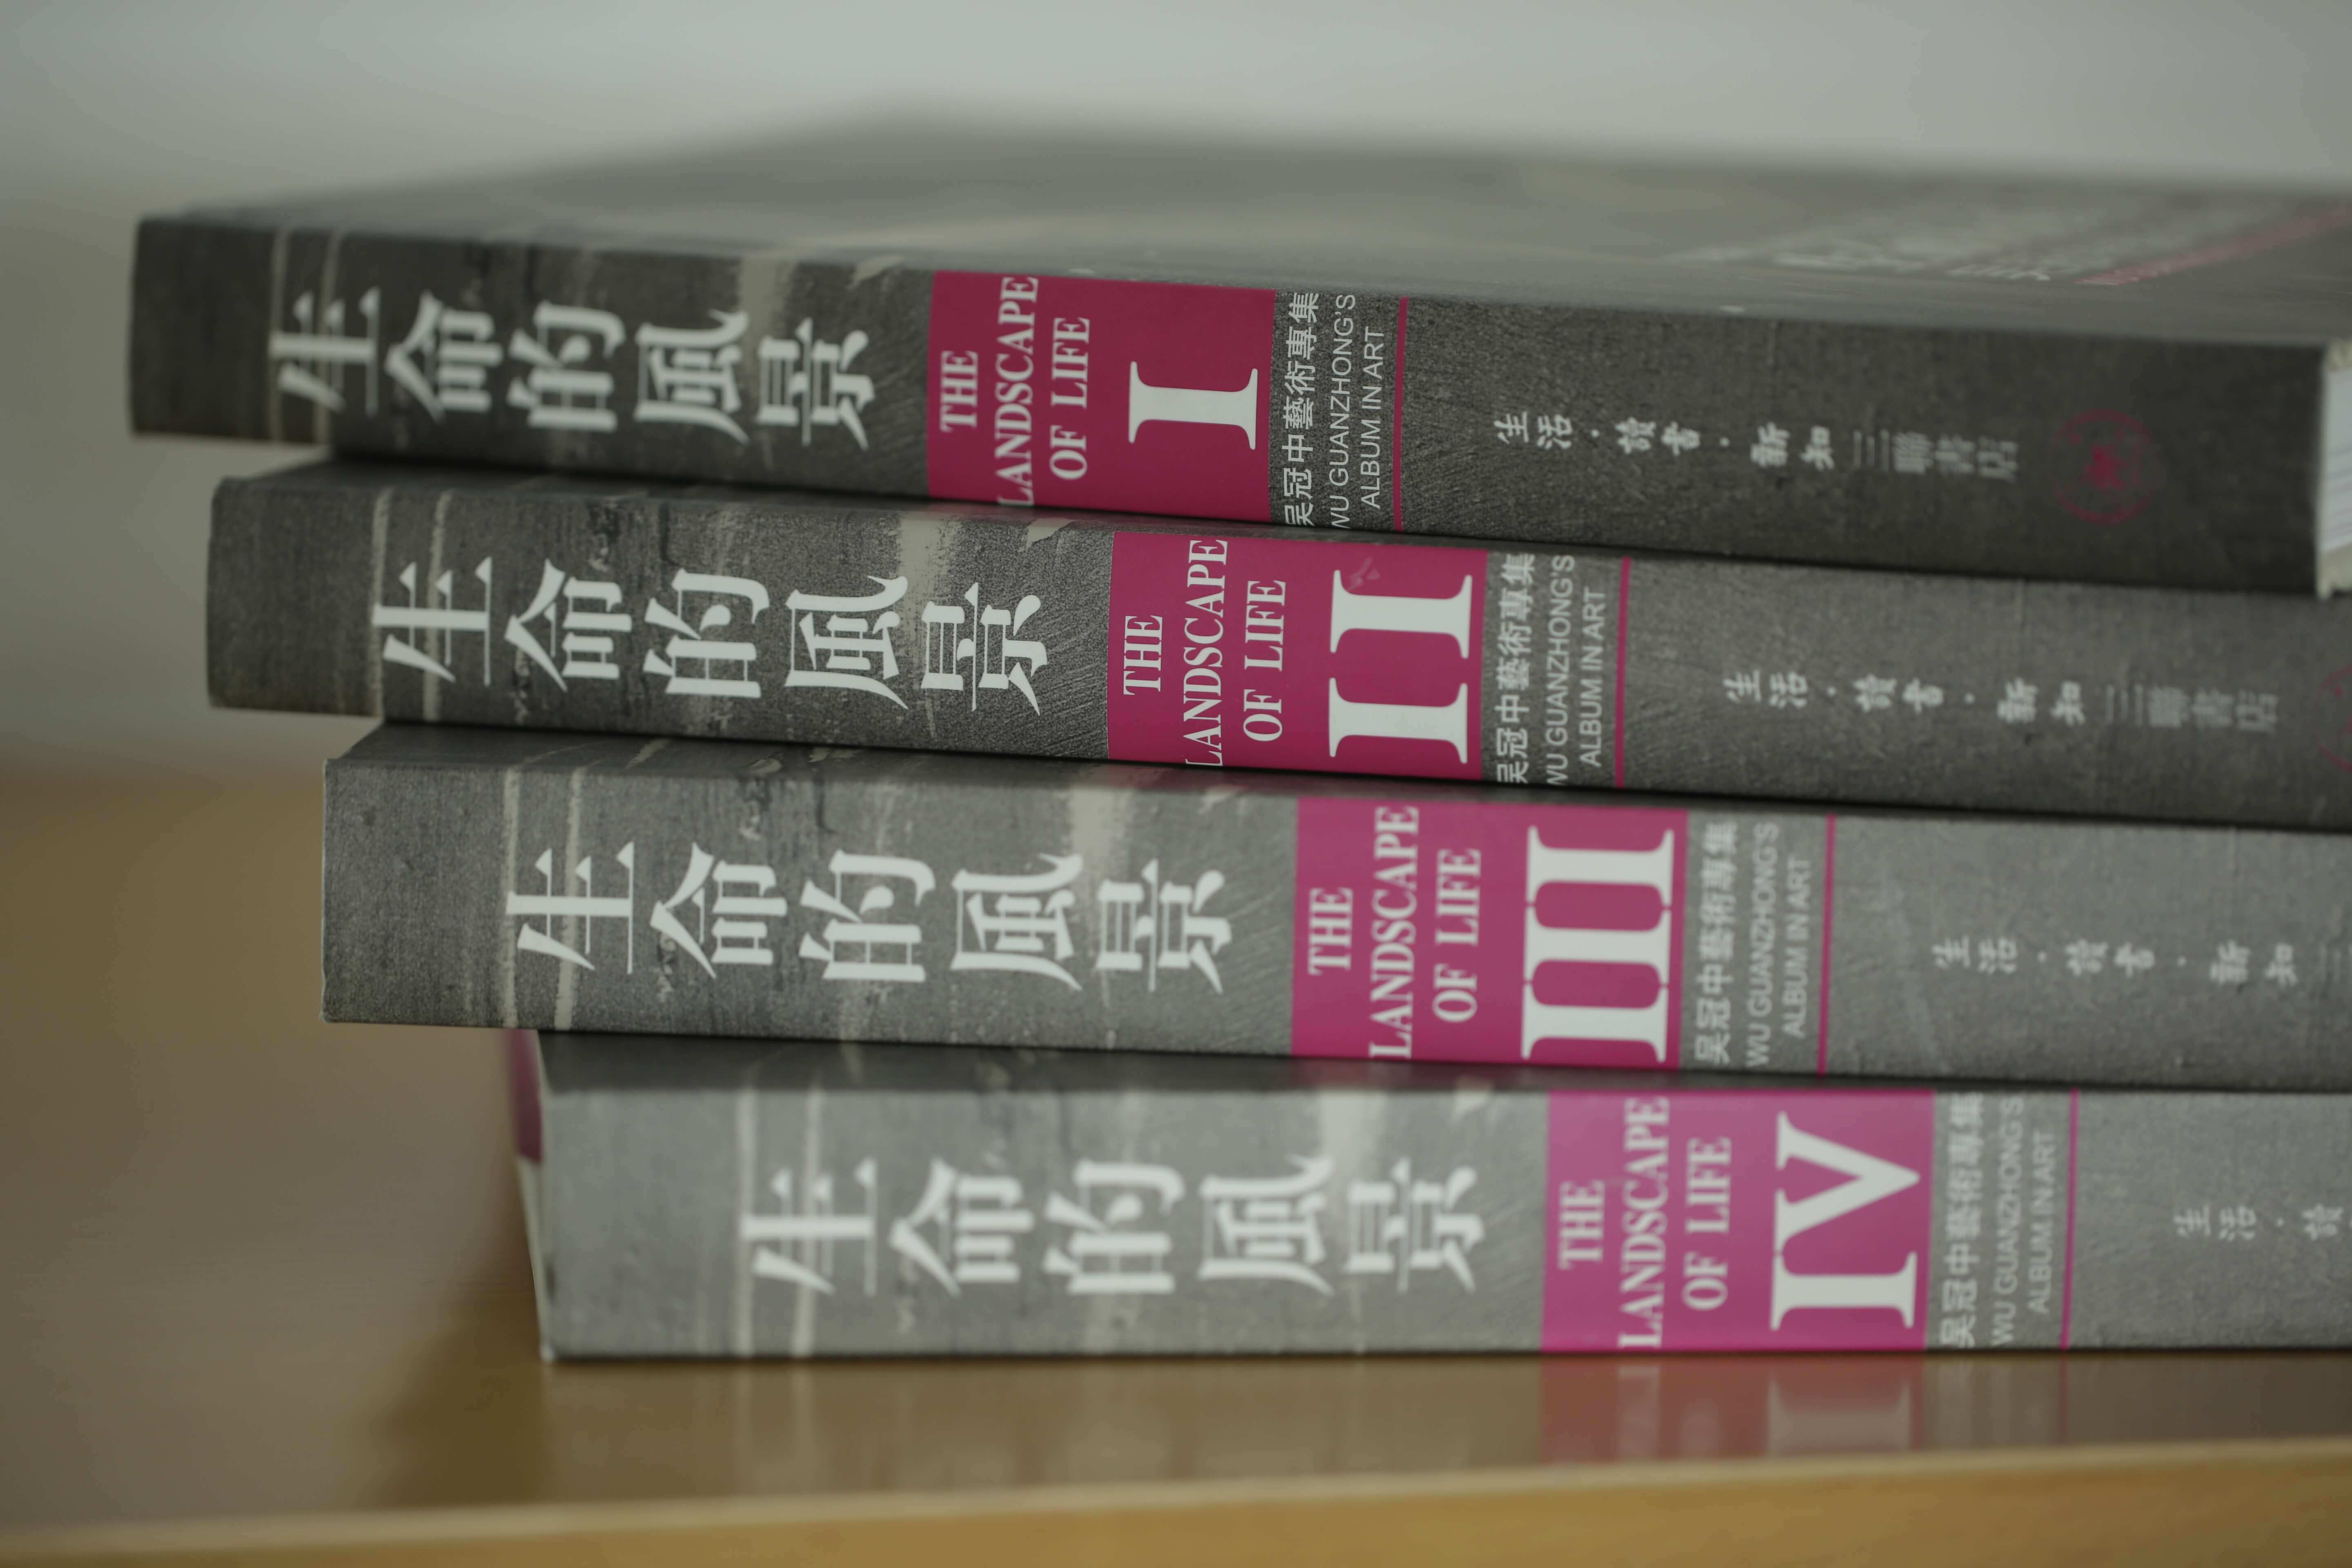 生命的風景
THE
LANDSCAPE
OF LIFE
I
吴冠中藝術專集
WU GUANZHONG'S
ALBUM IN ART
生活·讀書·新知三聯書店
生命的風景
THE
LANDSCAPE
OF LIFE
II
吴冠中藝術專集
WU GUANZHONG'S
ALBUM IN ART
生活·讀書·新知三聯書店
生命的風景
THE
LANDSCAPE
OF LIFE
III
吴冠中藝術專集
WU GUANZHONG'S
ALBUM IN ART
生活·讀書·新知
生命的風景
THE
LANDSCAPE
OF LIFE
IV
吴冠中藝術專集
WU GUANZHONG'S
ALBUM IN ART
生活·讀